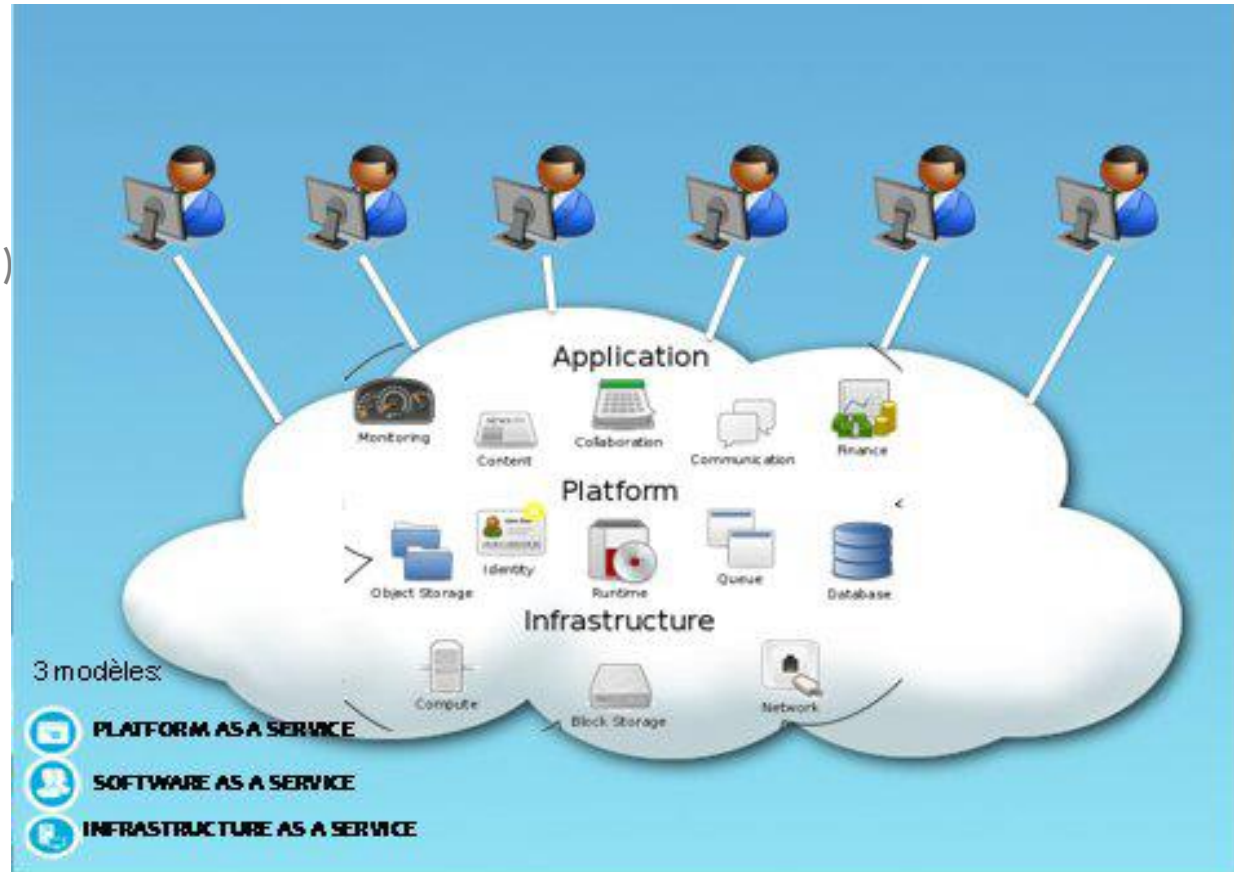 )
Application
Monitoring
Content
Collaboration
Communication
Finance
Platform
Object Storage
Identity
Runtime
Queue
Database
Infrastructure
Compute
Block Storage
Network
3 modèles:
PLATFORM AS A SERVICE
SOFTWARE AS A SERVICE
INFRASTRUCTURE AS A SERVICE